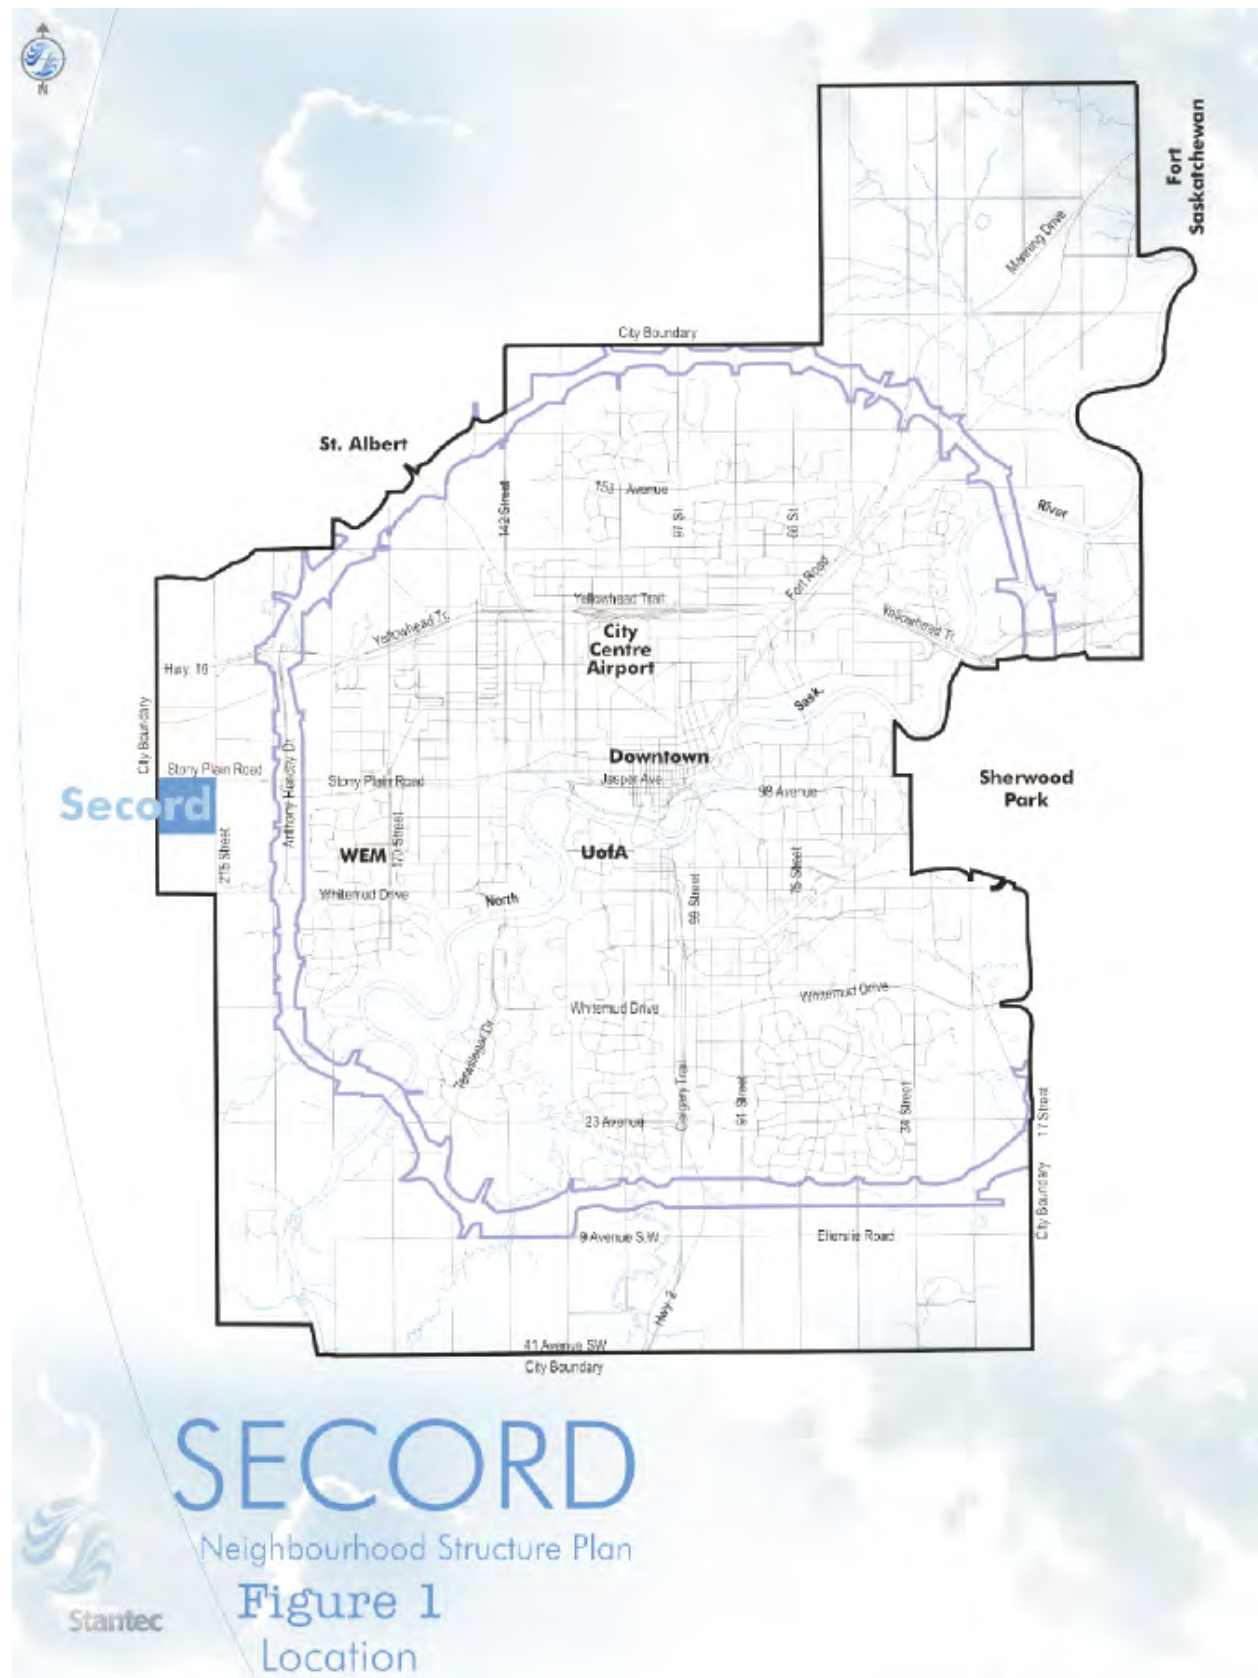 N
Fort
Saskatchewan
Manning Drive
City Boundary
St. Albert
153 Avenue
142 Street
97 St
66 St
River
Fort Road
Yellowhead Trail
Yellowhead Tr.
Yellowhead Tr.
City
Centre
Airport
Hwy. 16
Sask.
City Boundary
Downtown
Stony Plain Road
Stony Plain Road
Jasper Ave
98 Avenue
Sherwood
Park
Secord
Anthony Henday Dr.
215 Street
WEM
170 Street
UofA
75 Street
Whitemud Drive
North
99 Street
Whitemud Drive
Whitemud Drive
Terwillegar Dr.
Calgary Trail
91 Street
34 Street
17 Street
23 Avenue
City Boundary
9 Avenue S.W.
Ellerslie Road
Hwy. 2
41 Avenue SW
City Boundary
SECORD
Neighbourhood Structure Plan
Figure 1
Location
Stantec